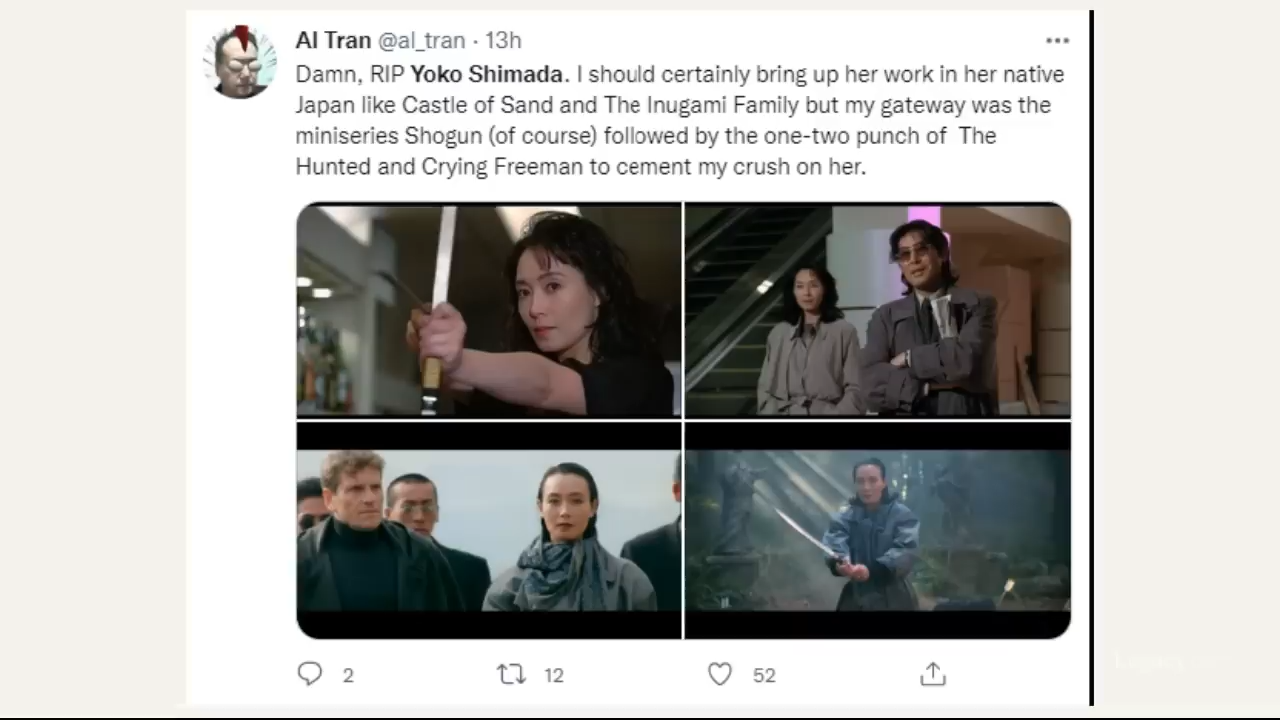 Al Tran @al_tran · 13h
Damn, RIP Yoko Shimada. I should certainly bring up her work in her native
Japan like Castle of Sand and The Inugami Family but my gateway was the
miniseries Shogun (of course) followed by the one-two punch of The
Hunted and Crying Freeman to cement my crush on her.
2 12 52